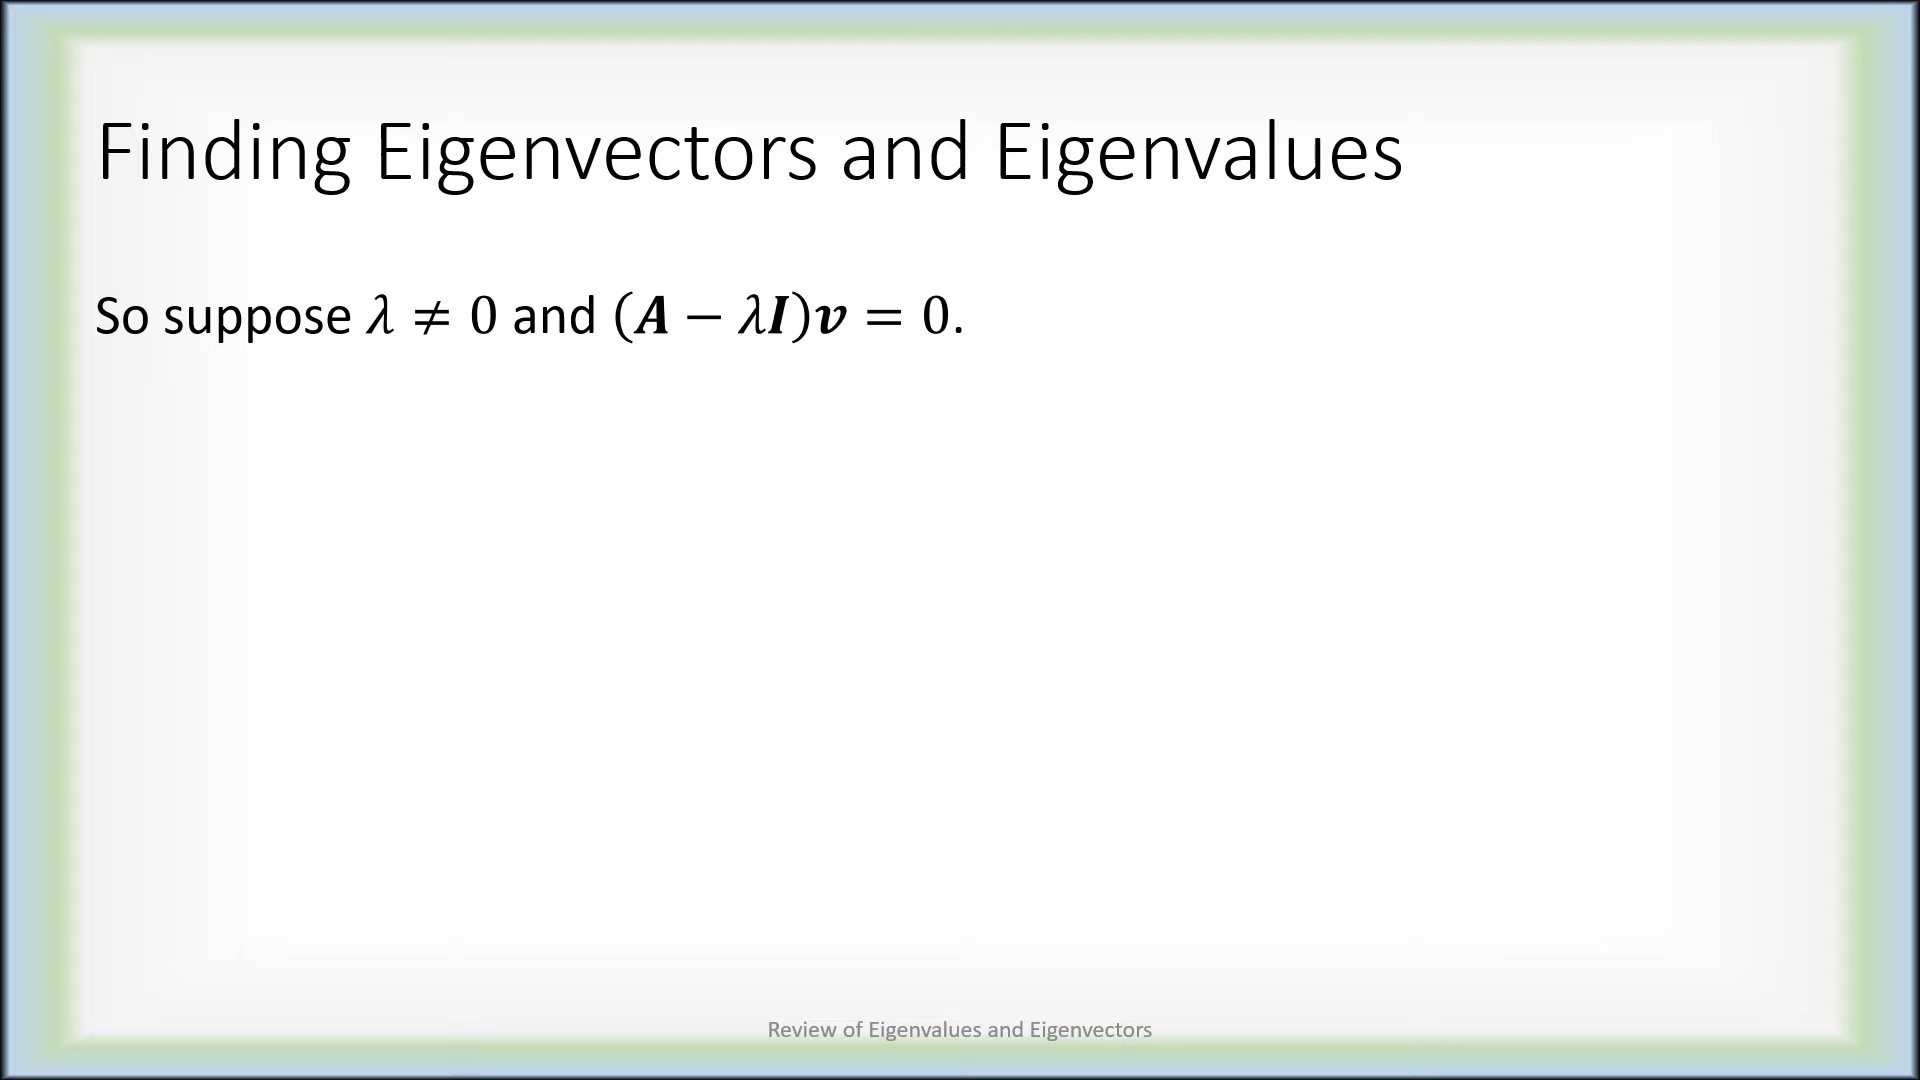 Finding Eigenvectors and Eigenvalues
So suppose λ ≠ 0 and (𝑨 − λ𝑰)𝒗 = 0.
Review of Eigenvalues and Eigenvectors